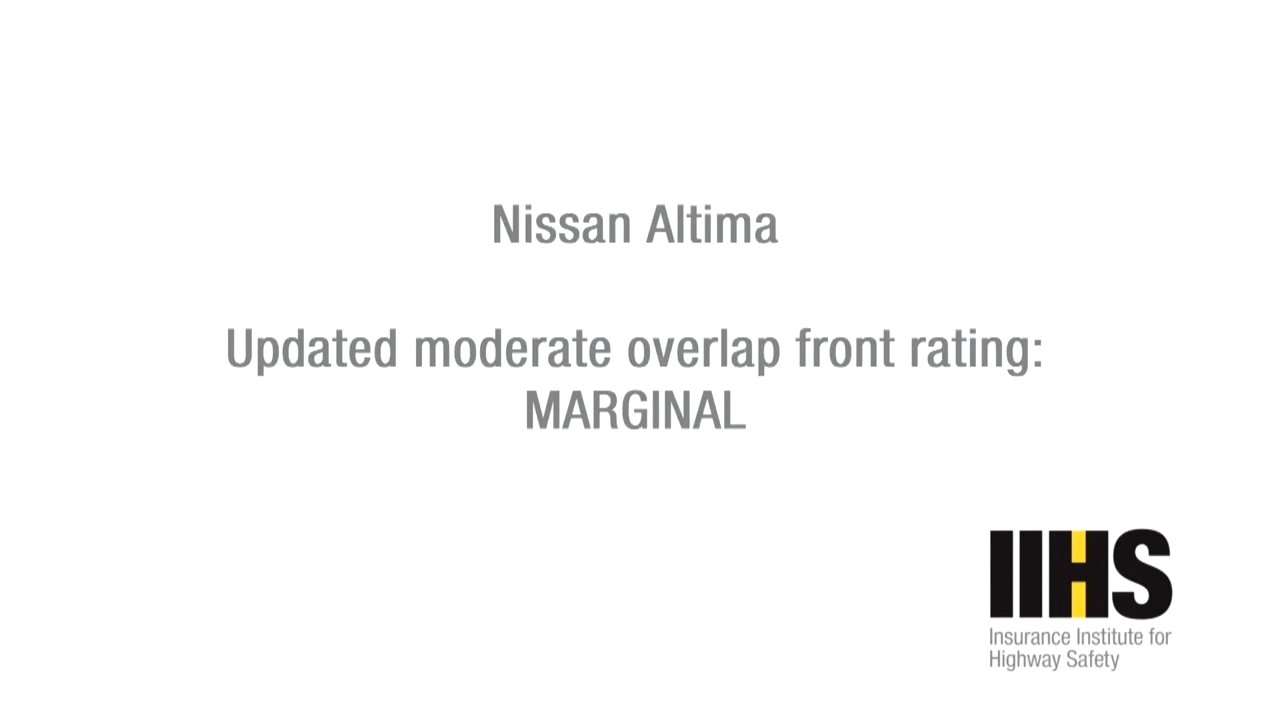 Nissan Altima
Updated moderate overlap front rating:
MARGINAL
IIHS
Insurance Institute for
Highway Safety